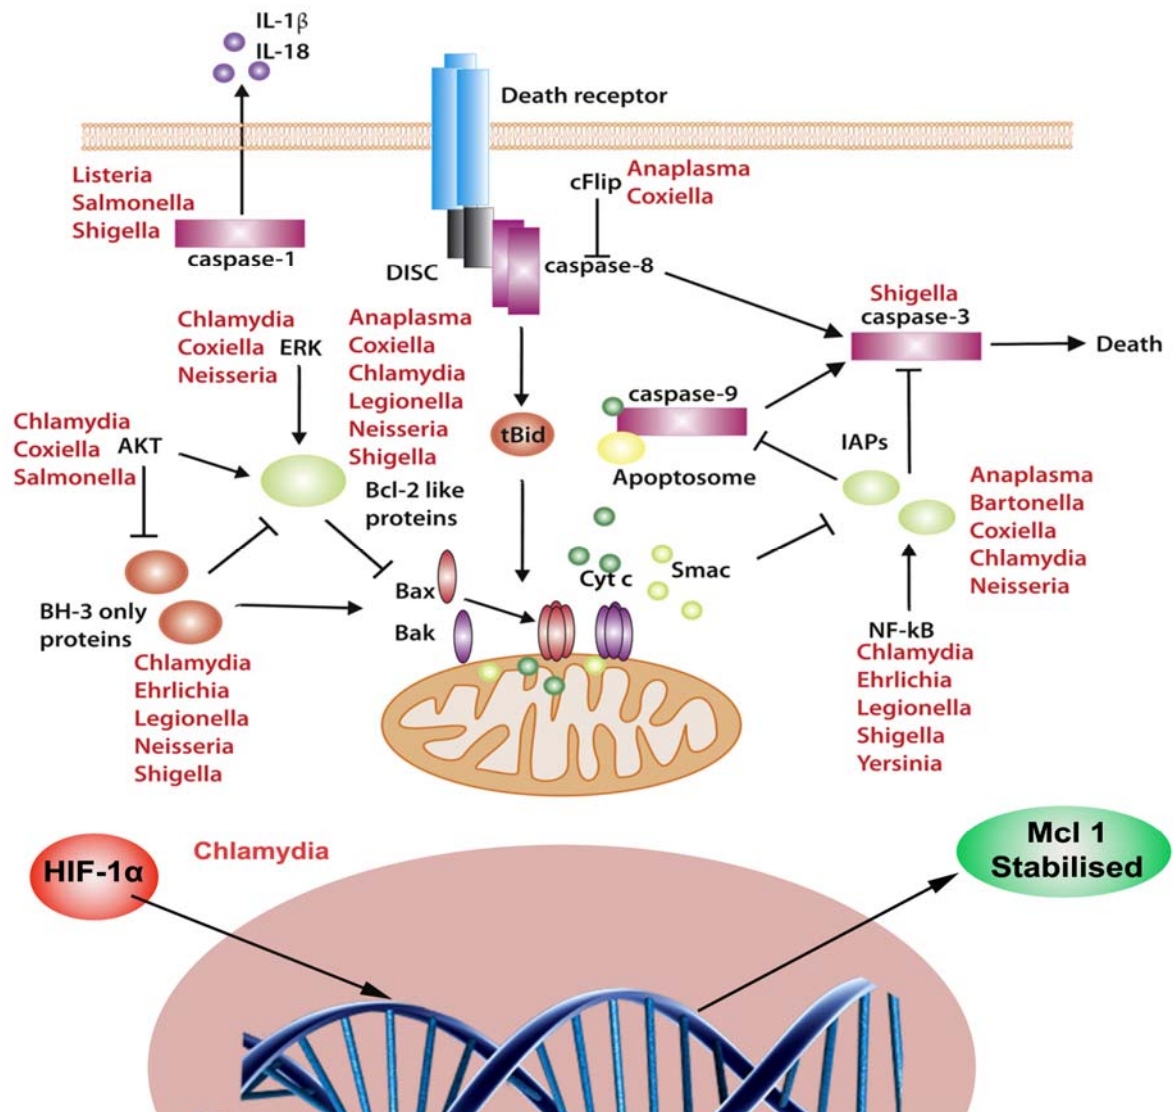 IL-1β
IL-18
Death receptor
Listeria
Salmonella
Shigella
caspase-1
cFlip
Anaplasma
Coxiella
DISC
caspase-8
Shigella
caspase-3
Death
Chlamydia
Coxiella ERK
Neisseria
Anaplasma
Coxiella
Chlamydia
Legionella
Neisseria
Shigella
Bcl-2 like
proteins
tBid
caspase-9
Apoptosome
IAPs
Chlamydia
Coxiella AKT
Salmonella
Anaplasma
Bartonella
Coxiella
Chlamydia
Neisseria
BH-3 only
proteins
Chlamydia
Ehrlichia
Legionella
Neisseria
Shigella
Bax
Bak
Cyt c
Smac
NF-kB
Chlamydia
Ehrlichia
Legionella
Shigella
Yersinia
HIF-1α
Chlamydia
Mcl 1
Stabilised